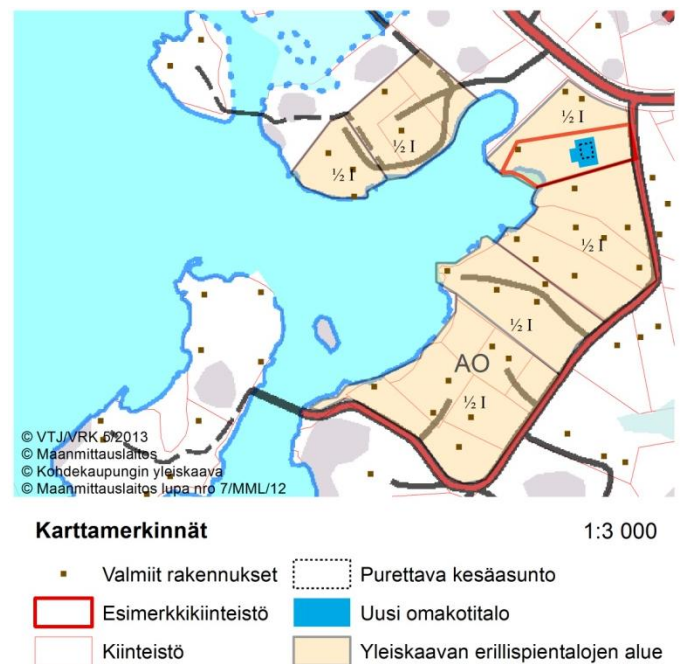 ½ I
½ I
½ I
½ I
½ I
AO
½ I
© VTJ/VRK 5/2013
© Maanmittauslaitos
© Kohdekaupungin yleiskaava
© Maanmittauslaitos lupa nro 7/MML/12
Karttamerkinnät 1:3 000
Valmiit rakennukset Purettava kesäasunto
Esimerkkikiinteistö Uusi omakotitalo
Kiinteistö Yleiskaavan erillispientalojen alue